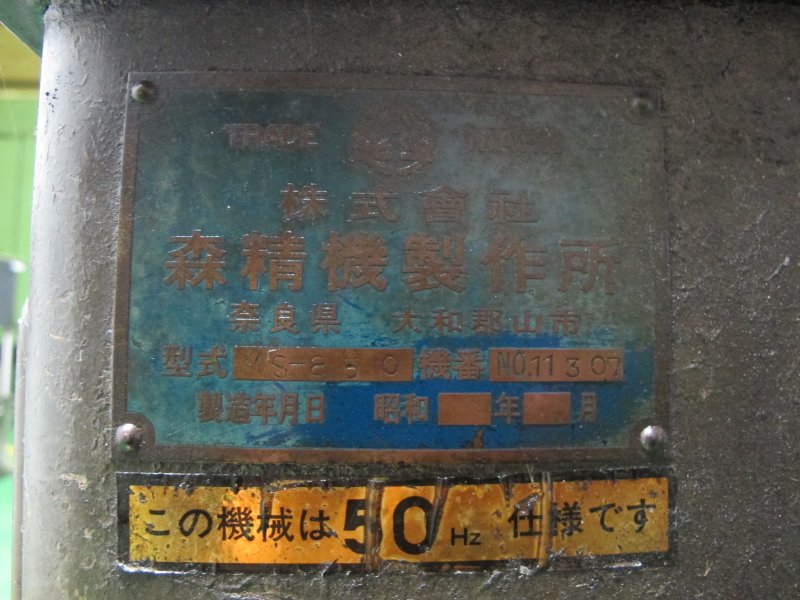 TRADE MARK
株式會社
森精機製作所
奈良県 大和郡山市
型式 MS-850 機番 NO.11307
製造年月日 昭和 年 月
この機械は50Hz仕様です